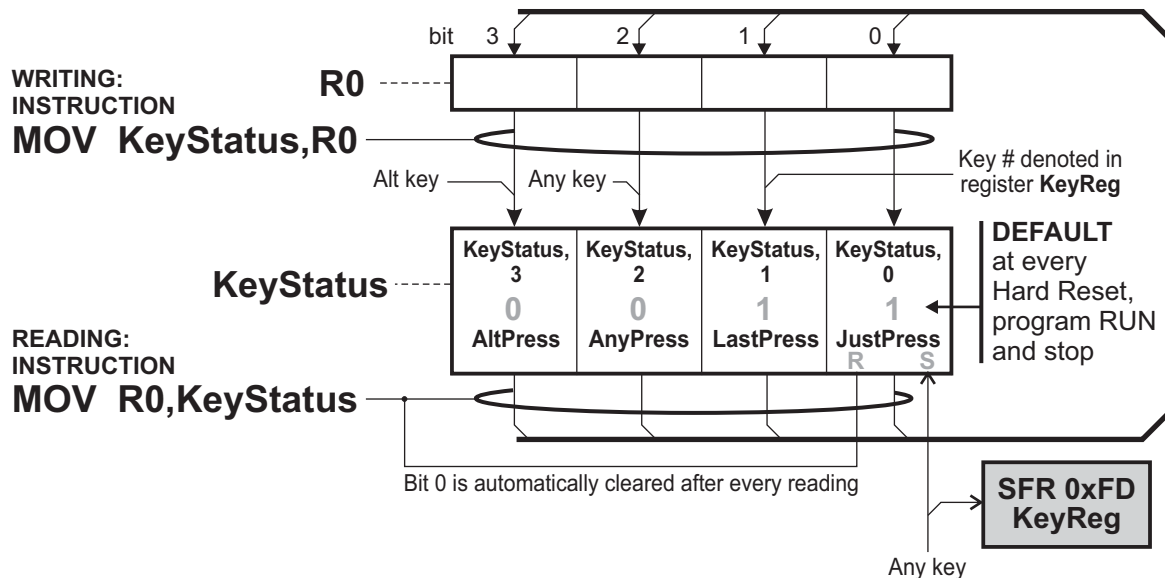 bit 3 2 1 0
WRITING:
INSTRUCTION
R0
MOV KeyStatus,R0
Alt key
Any key
Key # denoted in
register KeyReg
KeyStatus
KeyStatus,
3
0
AltPress
KeyStatus,
2
0
AnyPress
KeyStatus,
1
1
LastPress
KeyStatus,
0
1
JustPress
R S
DEFAULT
at every
Hard Reset,
program RUN
and stop
READING:
INSTRUCTION
MOV R0,KeyStatus
Bit 0 is automatically cleared after every reading
SFR 0xFD
KeyReg
Any key